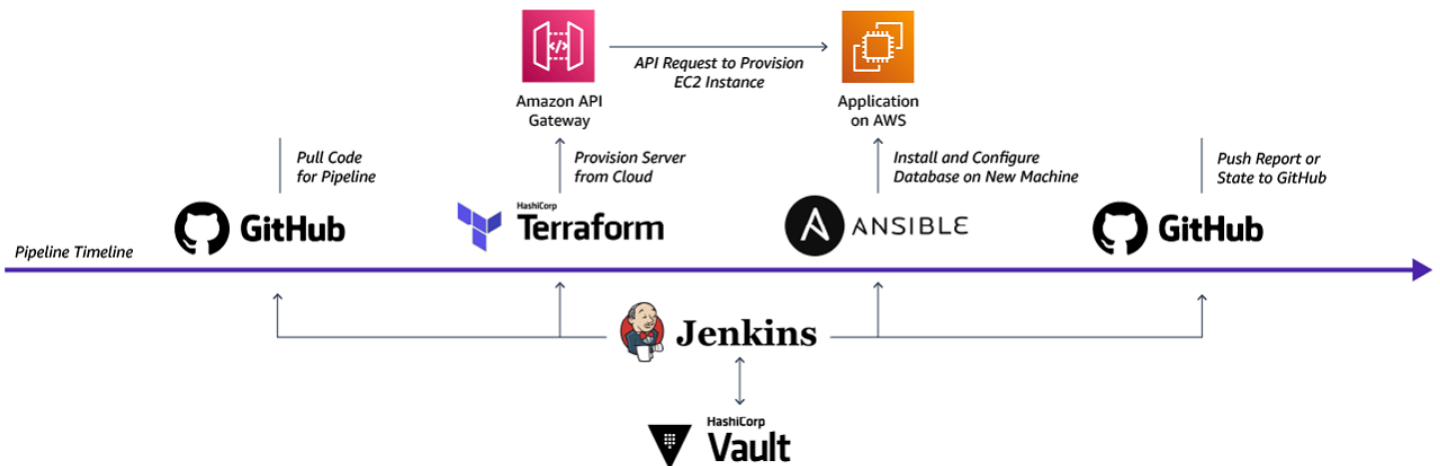 API Request to Provision
EC2 Instance
Amazon API
Gateway
Application
on AWS
Pull Code
for Pipeline
Provision Server
from Cloud
Install and Configure
Database on New Machine
Push Report or
State to GitHub
GitHub
HashiCorp
Terraform
A ANSIBLE
GitHub
Pipeline Timeline
Jenkins
HashiCorp
Vault